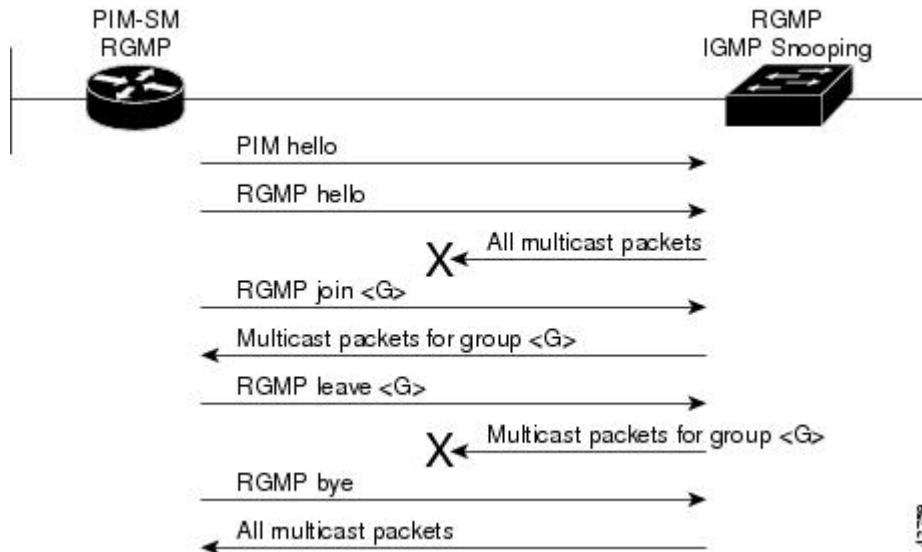 PIM-SM
RGMP
RGMP
IGMP Snooping
PIM hello
RGMP hello
All multicast packets
X
RGMP join <G>
Multicast packets for group <G>
RGMP leave <G>
Multicast packets for group <G>
X
RGMP bye
All multicast packets